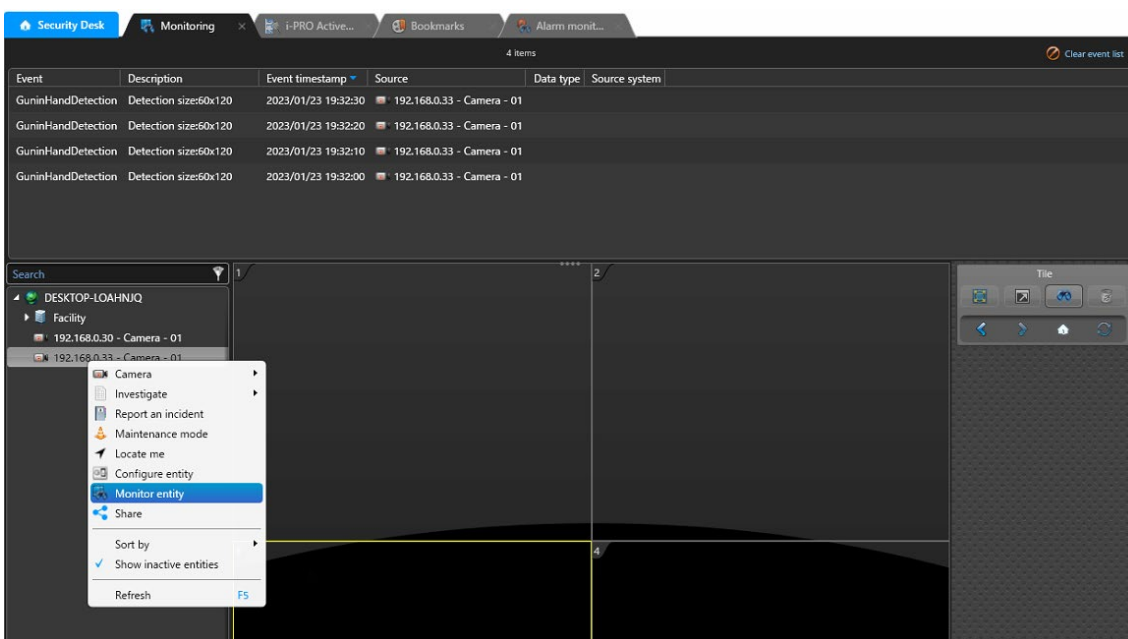 Security Desk Monitoring i-PRO Active... Bookmarks Alarm monit...
4 items Clear event list
Event Description Event timestamp Source Data type Source system
GuninHandDetection Detection size:60x120 2023/01/23 19:32:30 192.168.0.33 - Camera - 01
GuninHandDetection Detection size:60x120 2023/01/23 19:32:20 192.168.0.33 - Camera - 01
GuninHandDetection Detection size:60x120 2023/01/23 19:32:10 192.168.0.33 - Camera - 01
GuninHandDetection Detection size:60x120 2023/01/23 19:32:00 192.168.0.33 - Camera - 01
Search 1 2 Tile
DESKTOP-LOAHNJQ
Facility
192.168.0.30 - Camera - 01
192.168.0.33 - Camera - 01
Camera
Investigate
Report an incident
Maintenance mode
Locate me
Configure entity
Monitor entity
Share
Sort by
4
Show inactive entities
Refresh F5